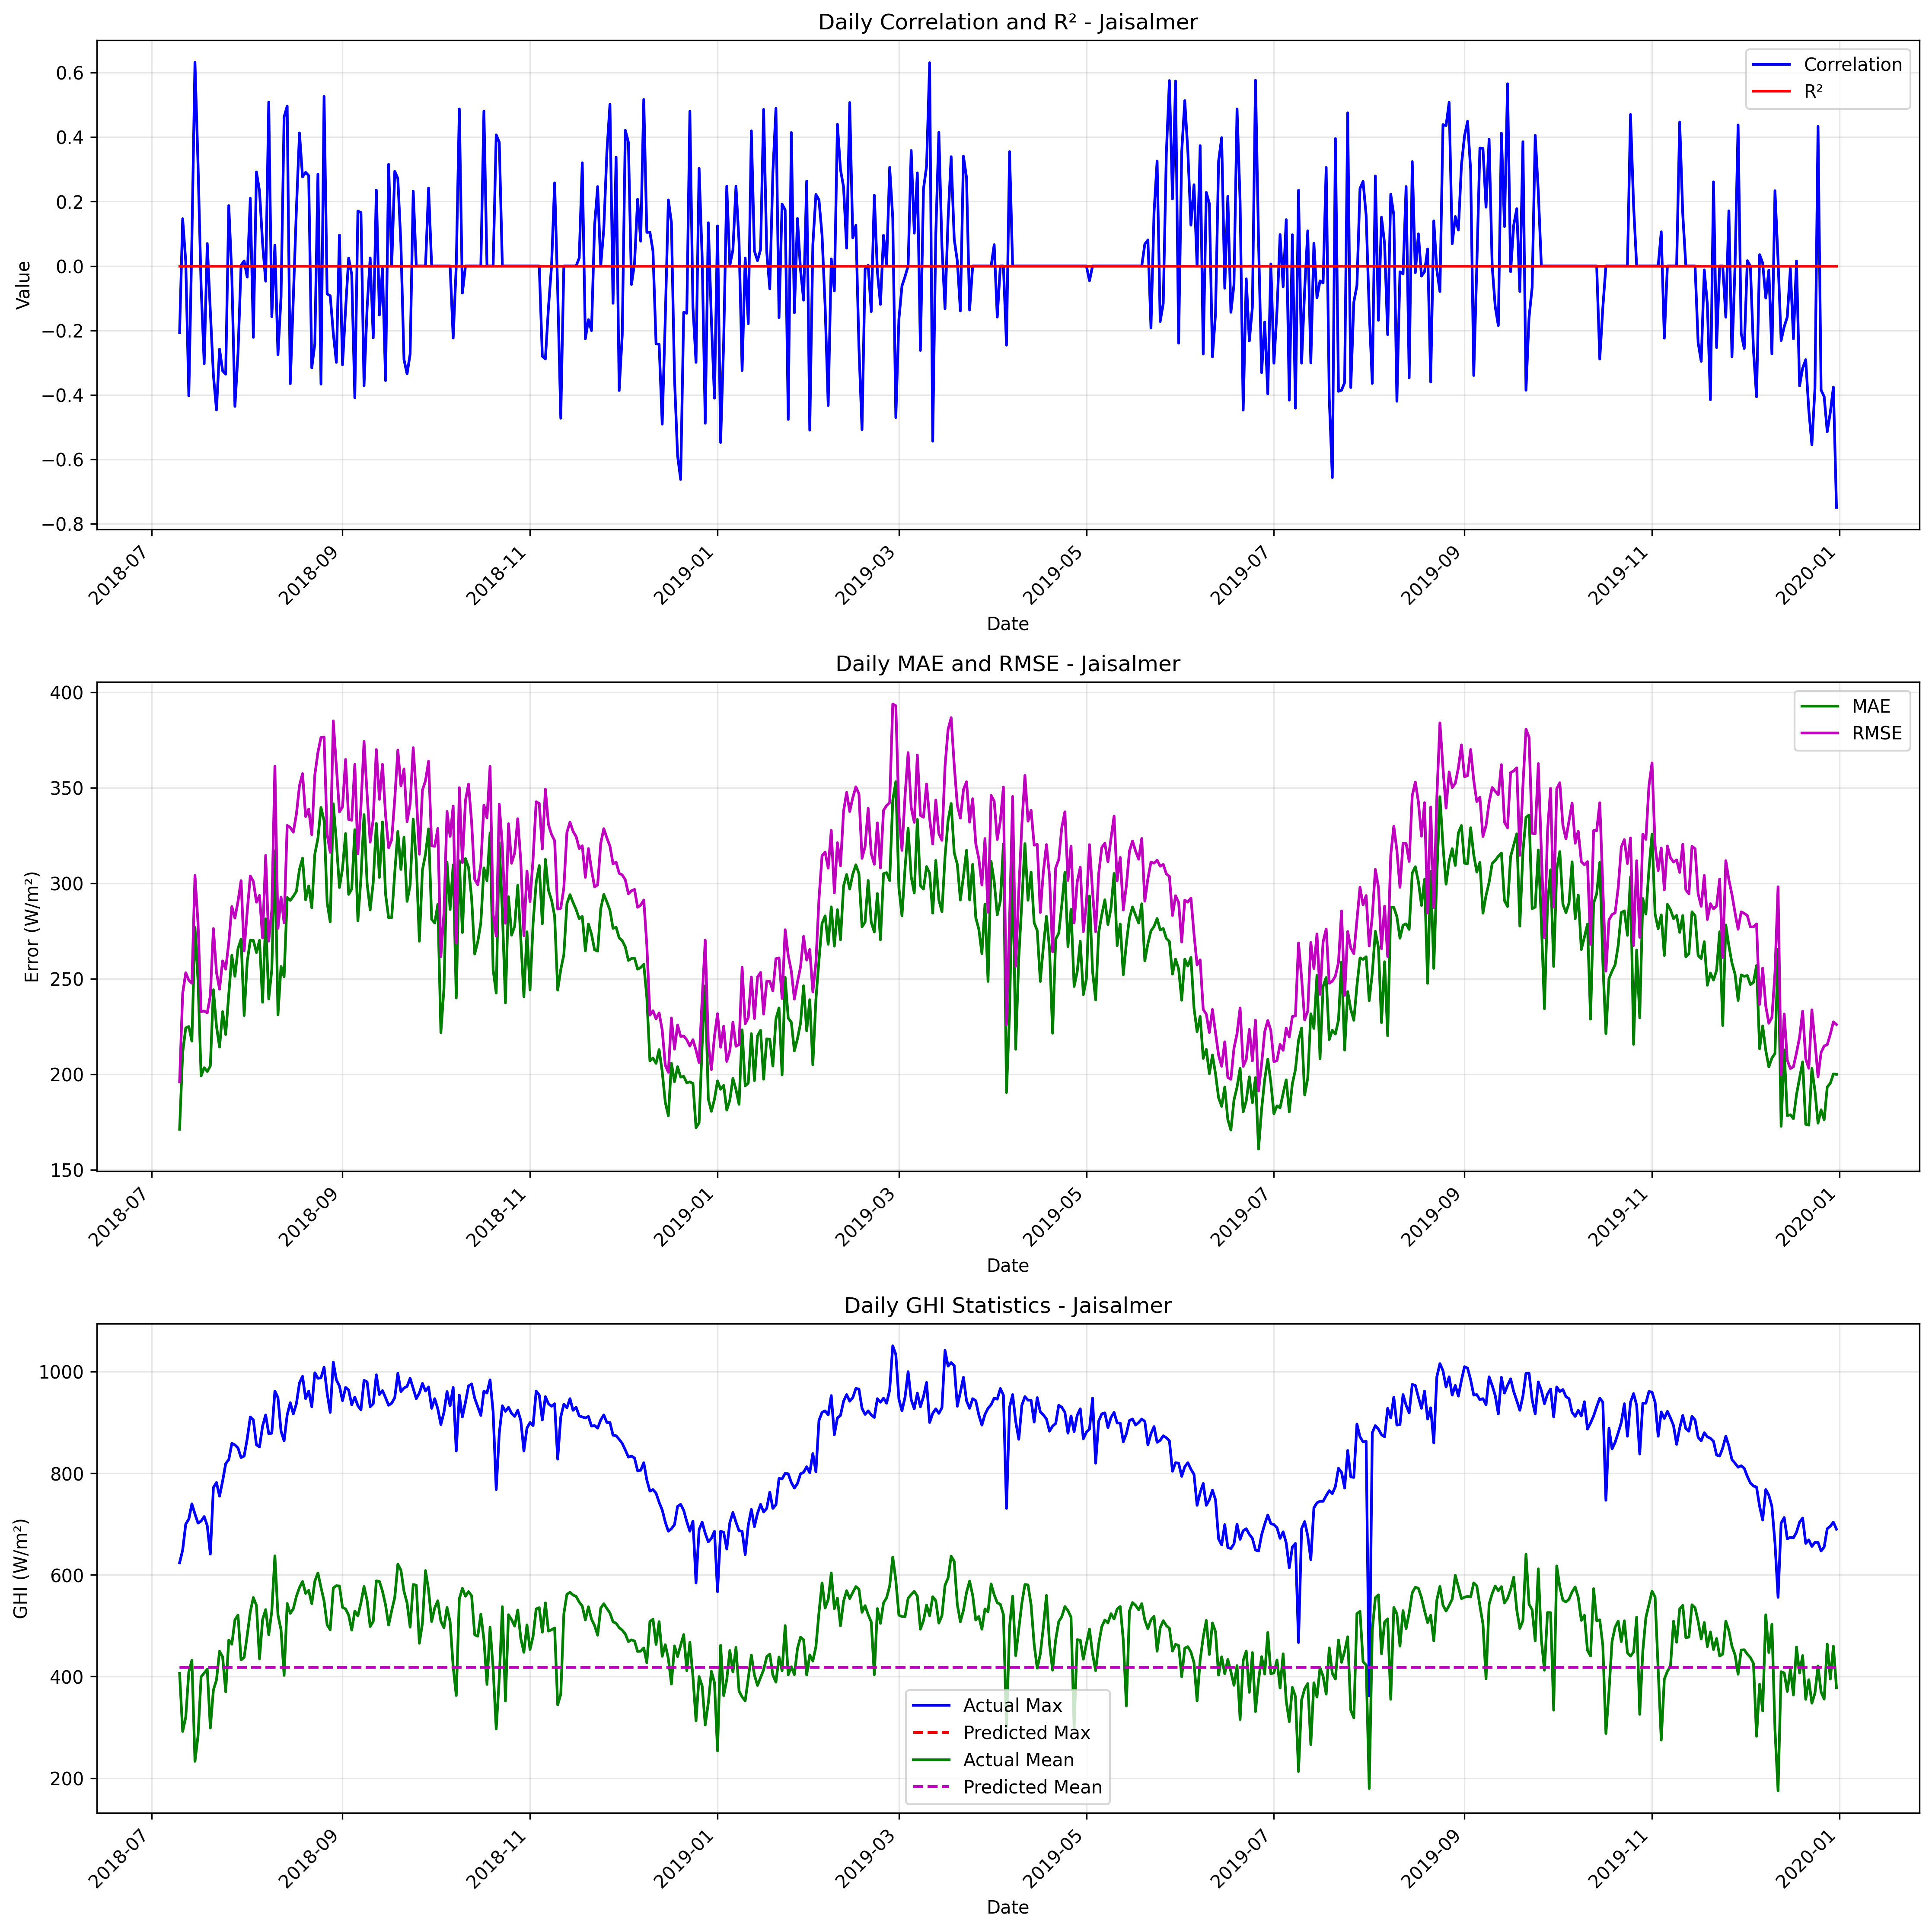 Daily Correlation and R² - Jaisalmer
Correlation
R²
0.6
0.4
0.2
0.0
−0.2
−0.4
−0.6
−0.8
Value
2018-07
2018-09
2018-11
2019-01
2019-03
2019-05
2019-07
2019-09
2019-11
2020-01
Date
Daily MAE and RMSE - Jaisalmer
MAE
RMSE
400
350
300
250
200
150
Error (W/m²)
2018-07
2018-09
2018-11
2019-01
2019-03
2019-05
2019-07
2019-09
2019-11
2020-01
Date
Daily GHI Statistics - Jaisalmer
1000
800
600
400
200
GHI (W/m²)
Actual Max
Predicted Max
Actual Mean
Predicted Mean
2018-07
2018-09
2018-11
2019-01
2019-03
2019-05
2019-07
2019-09
2019-11
2020-01
Date